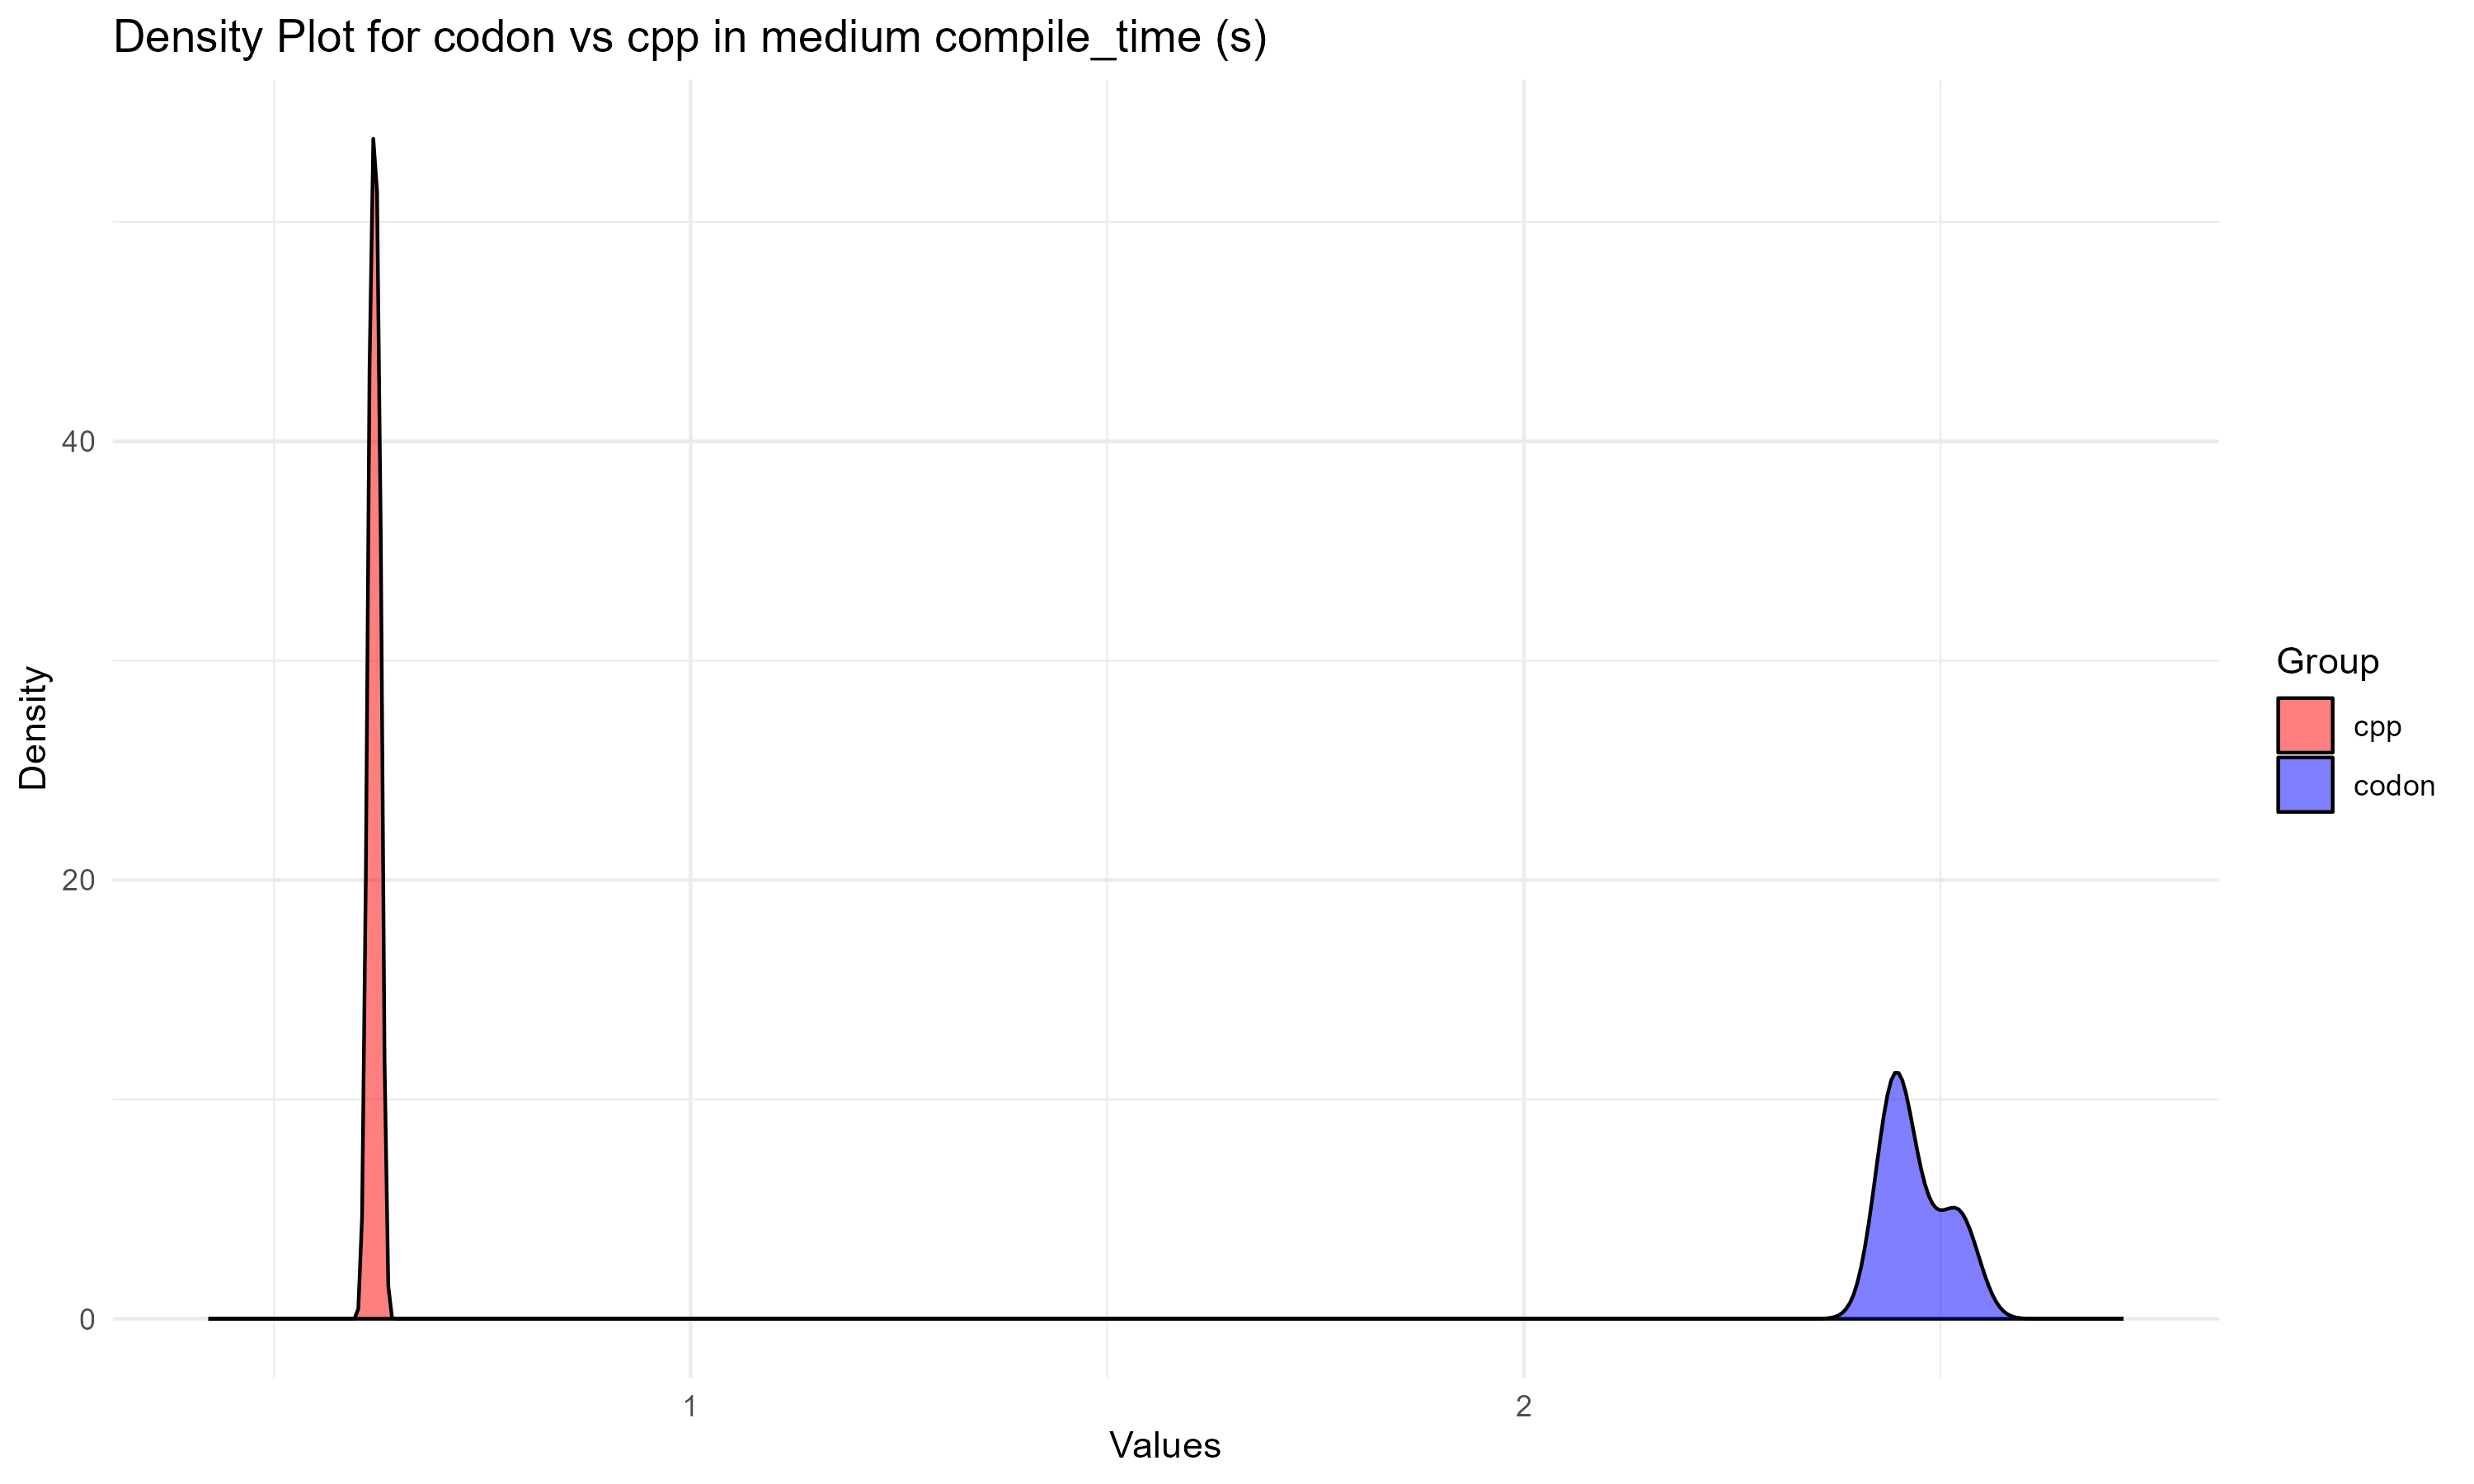 Density Plot for codon vs cpp in medium compile_time (s)
Density
40
20
0
1
2
Values
Group
cpp
codon